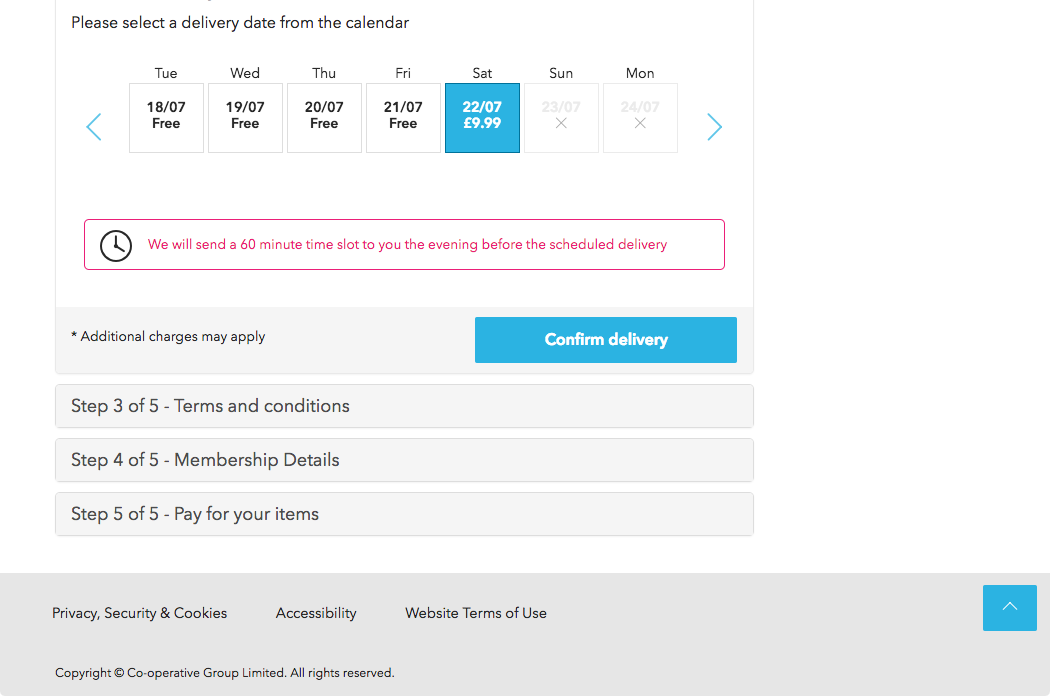 Please select a delivery date from the calendar
Tue Wed Thu Fri Sat Sun Mon
18/07 19/07 20/07 21/07 22/07 23/07 24/07
Free Free Free Free £9.99
We will send a 60 minute time slot to you the evening before the scheduled delivery
* Additional charges may apply
Confirm delivery
Step 3 of 5 - Terms and conditions
Step 4 of 5 - Membership Details
Step 5 of 5 - Pay for your items
Privacy, Security & Cookies Accessibility Website Terms of Use
Copyright © Co-operative Group Limited. All rights reserved.